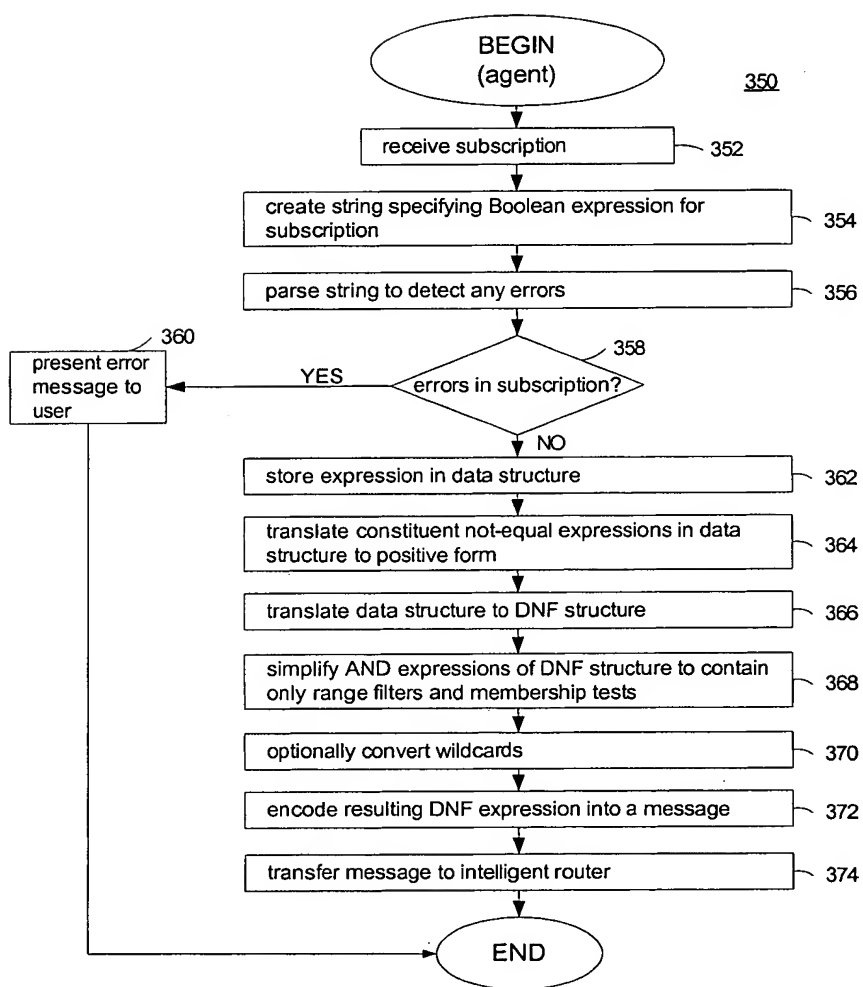 BEGIN
(agent)
350
receive subscription
352
create string specifying Boolean expression for
subscription
354
parse string to detect any errors
356
360
present error
message to
user
YES
358
errors in subscription?
NO
store expression in data structure
362
translate constituent not-equal expressions in data
structure to positive form
364
translate data structure to DNF structure
366
simplify AND expressions of DNF structure to contain
only range filters and membership tests
368
optionally convert wildcards
370
encode resulting DNF expression into a message
372
transfer message to intelligent router
374
END